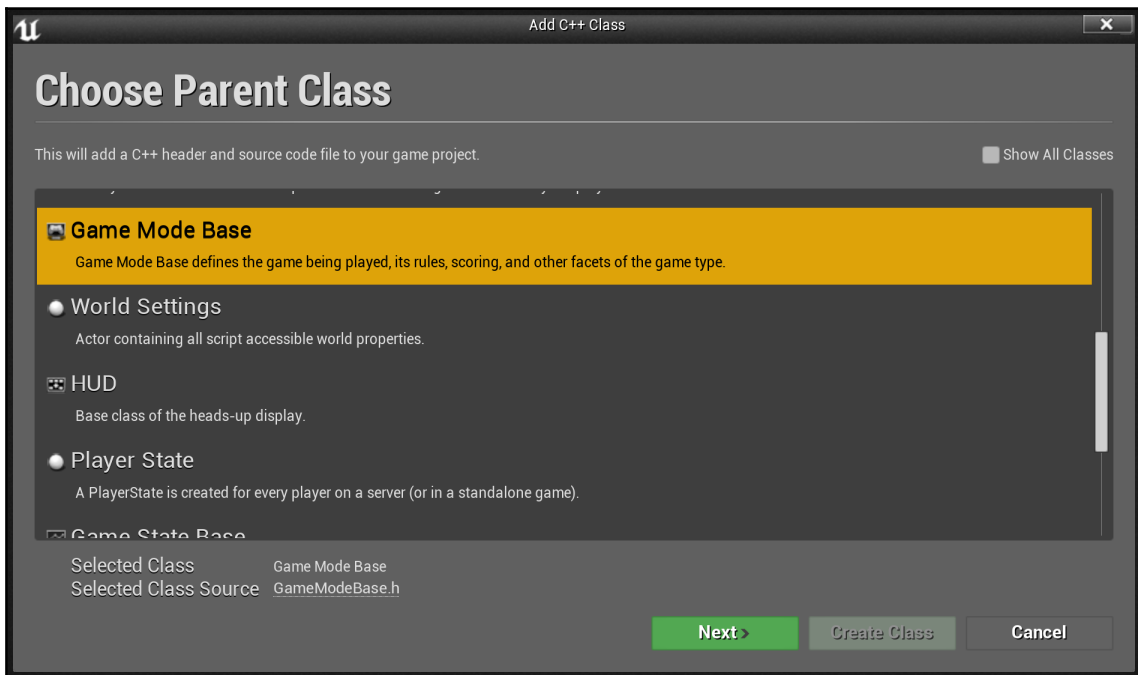 Add C++ Class
Choose Parent Class
This will add a C++ header and source code file to your game project.
Show All Classes
Game Mode Base
Game Mode Base defines the game being played, its rules, scoring, and other facets of the game type.
World Settings
Actor containing all script accessible world properties.
HUD
Base class of the heads-up display.
Player State
A PlayerState is created for every player on a server (or in a standalone game).
Game State Base
Selected Class Game Mode Base
Selected Class Source GameModeBase.h
Next >
Create Class
Cancel